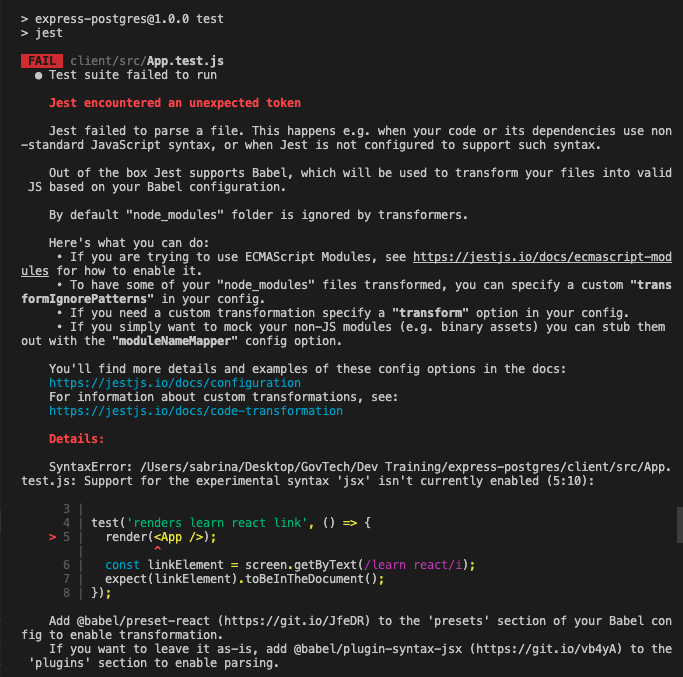 > express-postgres@1.0.0 test
> jest
FAIL client/src/App.test.js
● Test suite failed to run
Jest encountered an unexpected token
Jest failed to parse a file. This happens e.g. when your code or its dependencies use non
-standard JavaScript syntax, or when Jest is not configured to support such syntax.
Out of the box Jest supports Babel, which will be used to transform your files into valid
JS based on your Babel configuration.
By default "node_modules" folder is ignored by transformers.
Here's what you can do:
• If you are trying to use ECMAScript Modules, see https://jestjs.io/docs/ecmascript-mod
ules for how to enable it.
• To have some of your "node_modules" files transformed, you can specify a custom "trans
formIgnorePatterns" in your config.
• If you need a custom transformation specify a "transform" option in your config.
• If you simply want to mock your non-JS modules (e.g. binary assets) you can stub them
out with the "moduleNameMapper" config option.
You'll find more details and examples of these config options in the docs:
https://jestjs.io/docs/configuration
For information about custom transformations, see:
https://jestjs.io/docs/code-transformation
Details:
SyntaxError: /Users/sabrina/Desktop/GovTech/Dev Training/express-postgres/client/src/App.
test.js: Support for the experimental syntax 'jsx' isn't currently enabled (5:10):
3 |
4 | test('renders learn react link', () => {
> 5 |   render(<App />);
|          ^
6 |   const linkElement = screen.getByText(/learn react/i);
7 |   expect(linkElement).toBeInTheDocument();
8 | });
Add @babel/preset-react (https://git.io/JfeDR) to the 'presets' section of your Babel con
fig to enable transformation.
If you want to leave it as-is, add @babel/plugin-syntax-jsx (https://git.io/vb4yA) to the
'plugins' section to enable parsing.